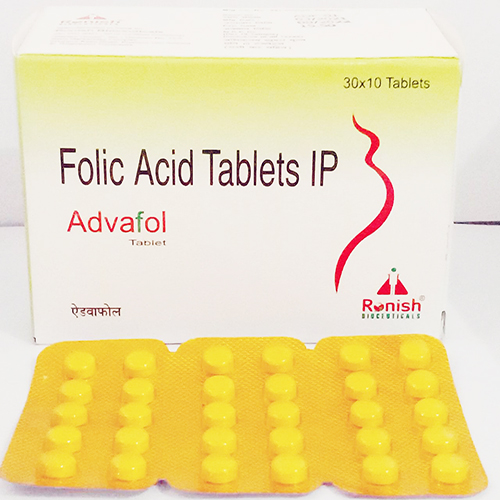 30x10 Tablets
Folic Acid Tablets IP
Advafol
Tablet
ऐडवाफोल
Ronish®
BIOCEUTICALS